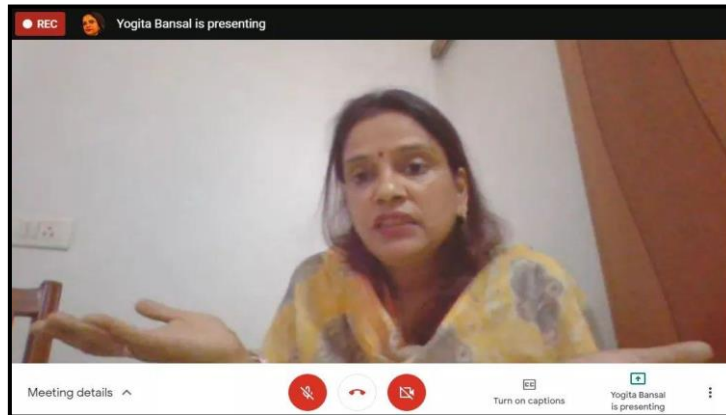 REC
Yogita Bansal is presenting
Meeting details
CC
Turn on captions
Yogita Bansal
is presenting